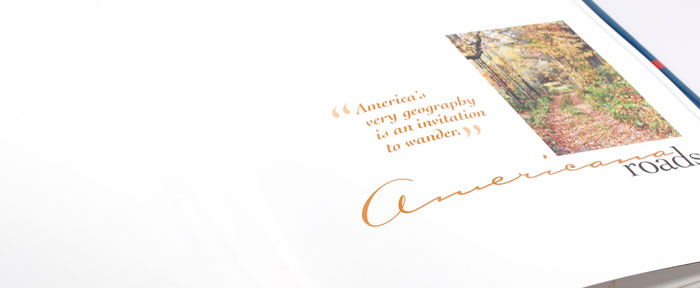 “America's
very geography
is an invitation
to wander.”
Americana
roads